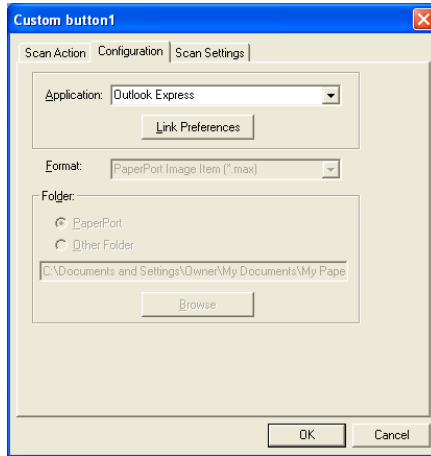 Custom button1
Scan Action Configuration Scan Settings
Application: Outlook Express
Link Preferences
Format: PaperPort Image Item (*.max)
Folder:
PaperPort
Other Folder
C:\Documents and Settings\Owner\My Documents\My Pape
Browse
OK Cancel